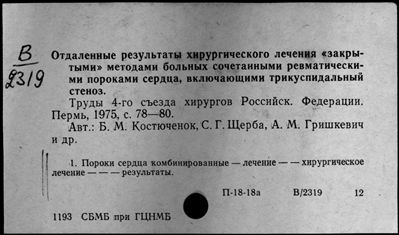 В
2319
Отдаленные результаты хирургического лечения «закры-
тыми» методами больных сочетанными ревматически-
ми пороками сердца, включающими трикуспидальный
стеноз.
Труды 4-го съезда хирургов Российск. Федерации.
Пермь, 1975, с. 78—80.
Авт.: Б. М. Костюченок, С. Г. Щерба, А. М. Гришкевич
и др.
1. Пороки сердца комбинированные — лечение — — хирургическое
лечение — — — результаты.
П-18-18а В/2319 12
1193 СБМБ при ГЦНМБ